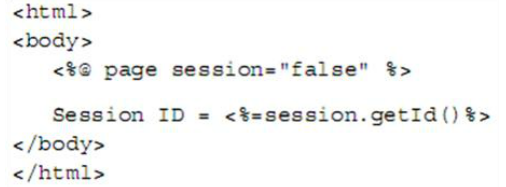 <html>
<body>
<%@ page session="false" %>
Session ID = <%=session.getId()%>
</body>
</html>